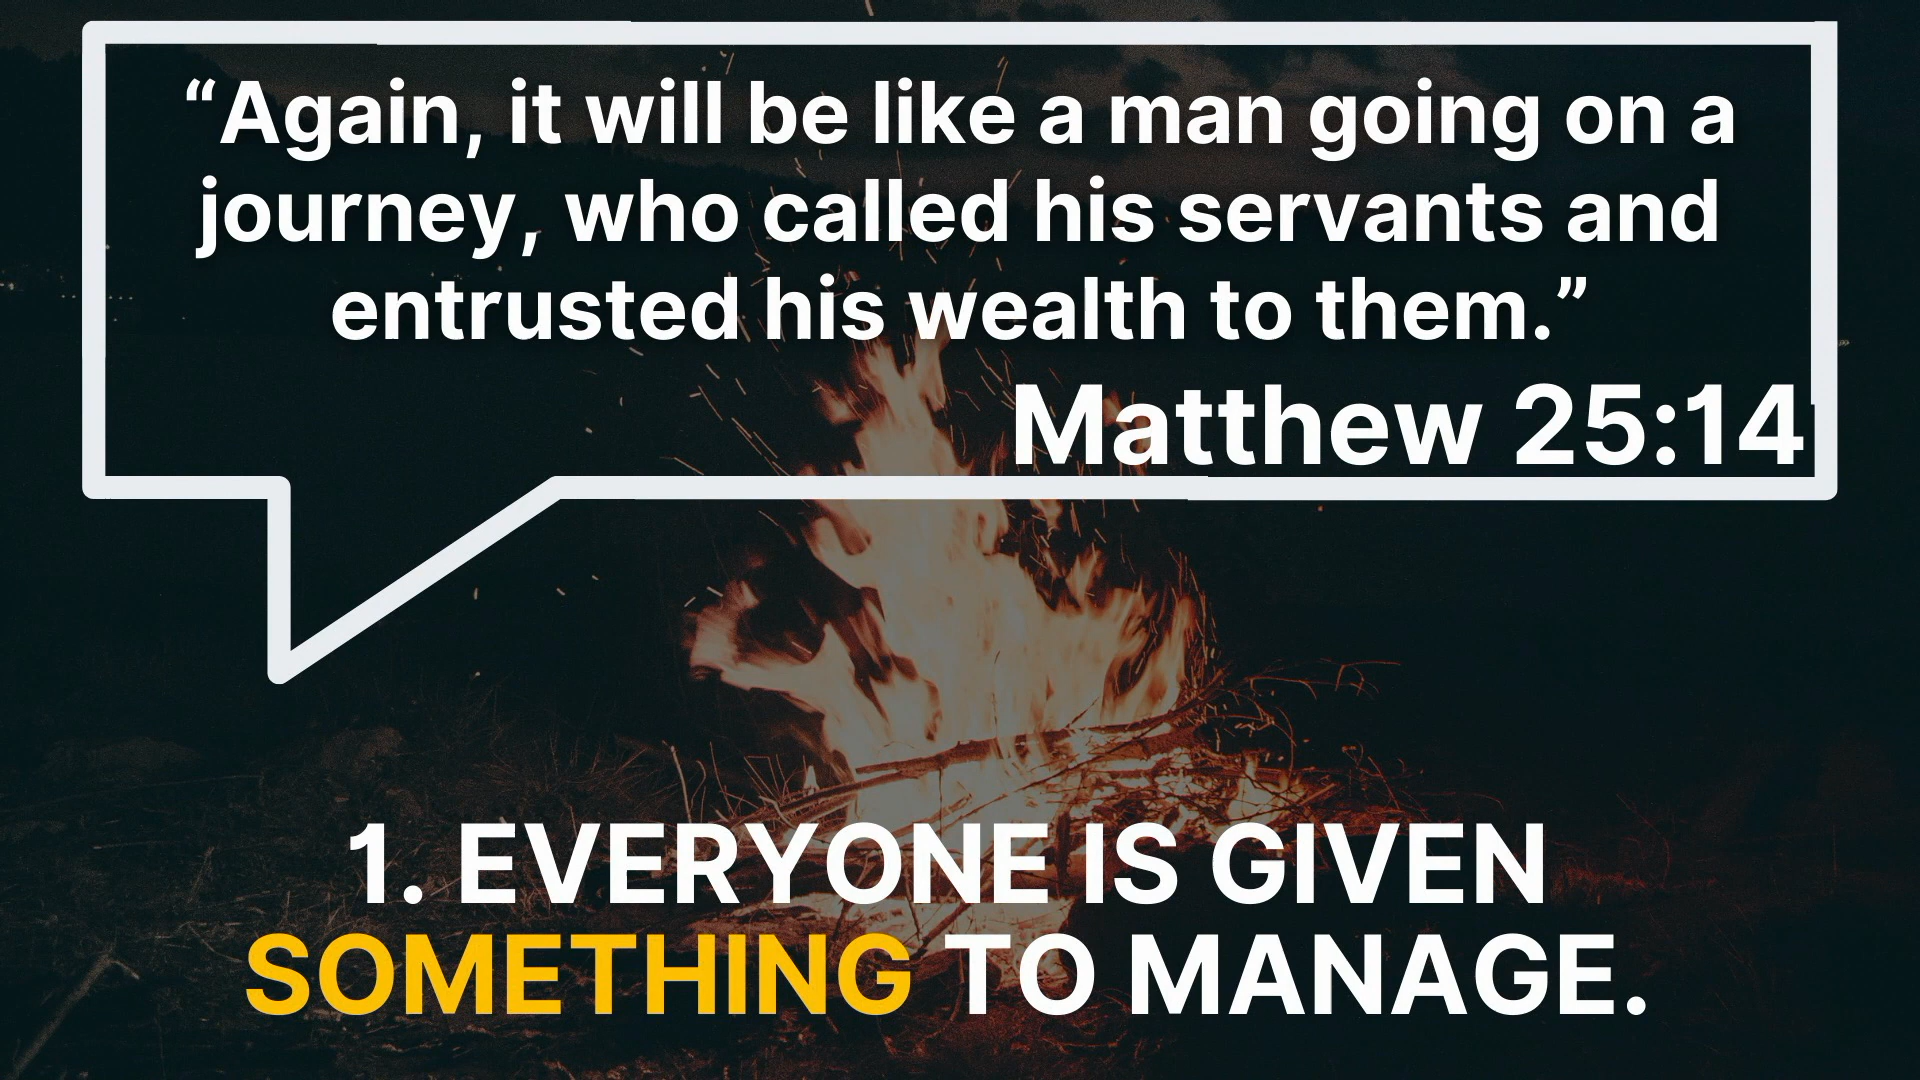 “Again, it will be like a man going on a
journey, who called his servants and
entrusted his wealth to them.”
Matthew 25:14
1. EVERYONE IS GIVEN
SOMETHING TO MANAGE.